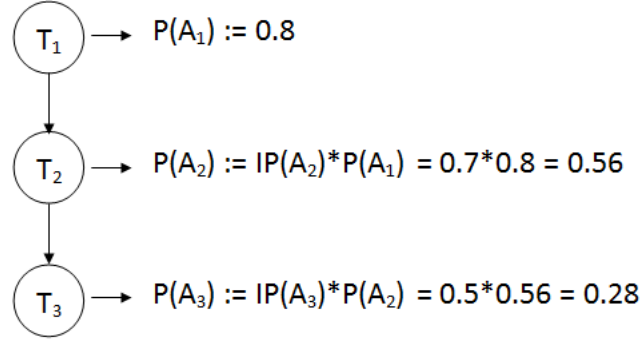 T₁ P(A₁) := 0.8
T₂ P(A₂) := IP(A₂)*P(A₁) = 0.7*0.8 = 0.56
T₃ P(A₃) := IP(A₃)*P(A₂) = 0.5*0.56 = 0.28